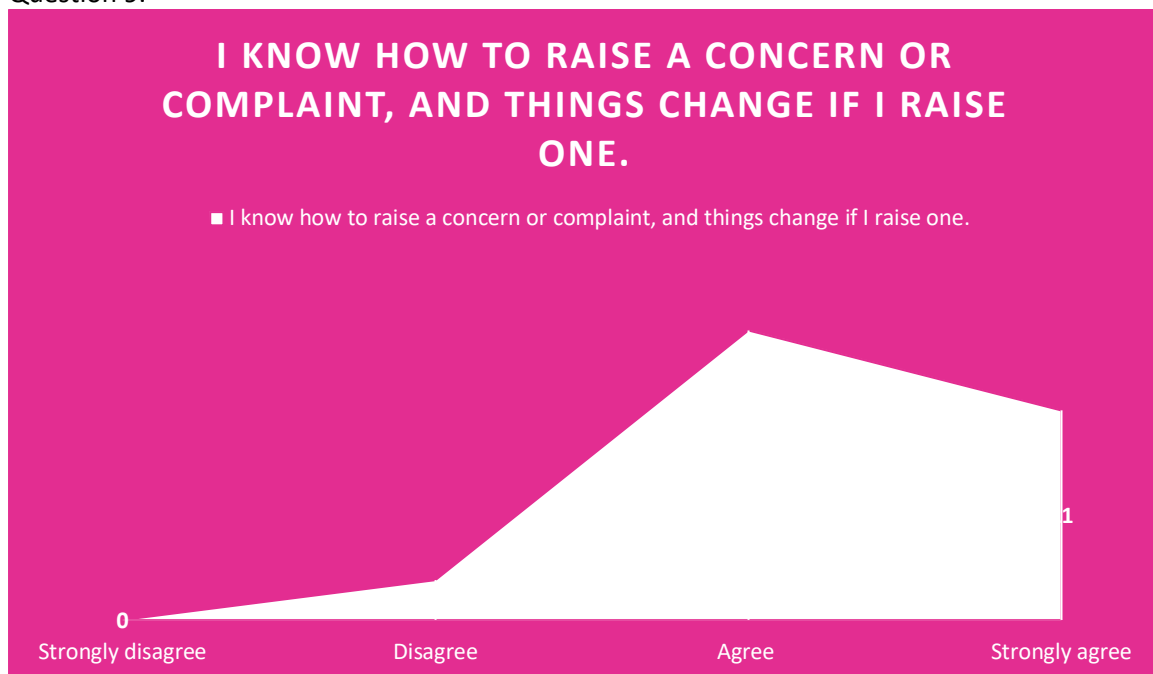 I KNOW HOW TO RAISE A CONCERN OR
COMPLAINT, AND THINGS CHANGE IF I RAISE
ONE.
I know how to raise a concern or complaint, and things change if I raise one.
1
0
Strongly disagree Disagree Agree Strongly agree